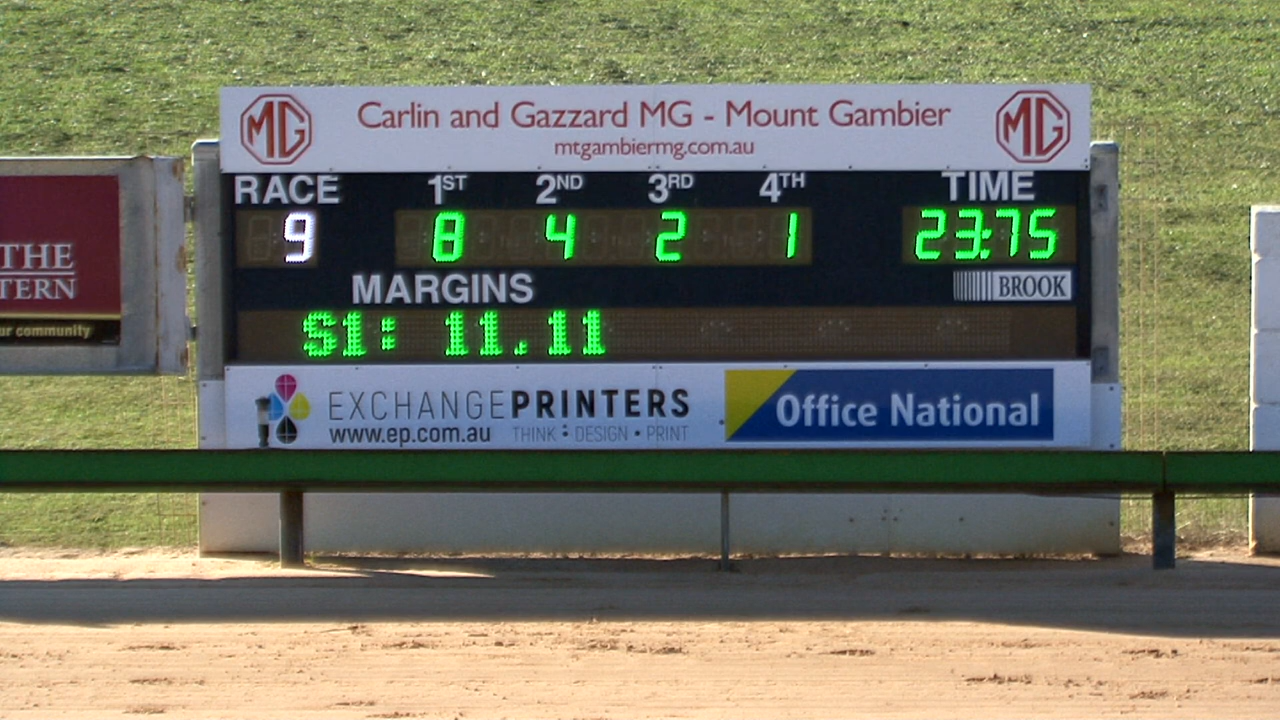 MG Carlin and Gazzard MG - Mount Gambier MG
mtgambiermg.com.au
RACE 1ST 2ND 3RD 4TH TIME
9 8 4 2 1 23:75
MARGINS BROOK
S1: 11.11
THE
TERN
ur community
EXCHANGEPRINTERS
www.ep.com.au THINK • DESIGN • PRINT
Office National